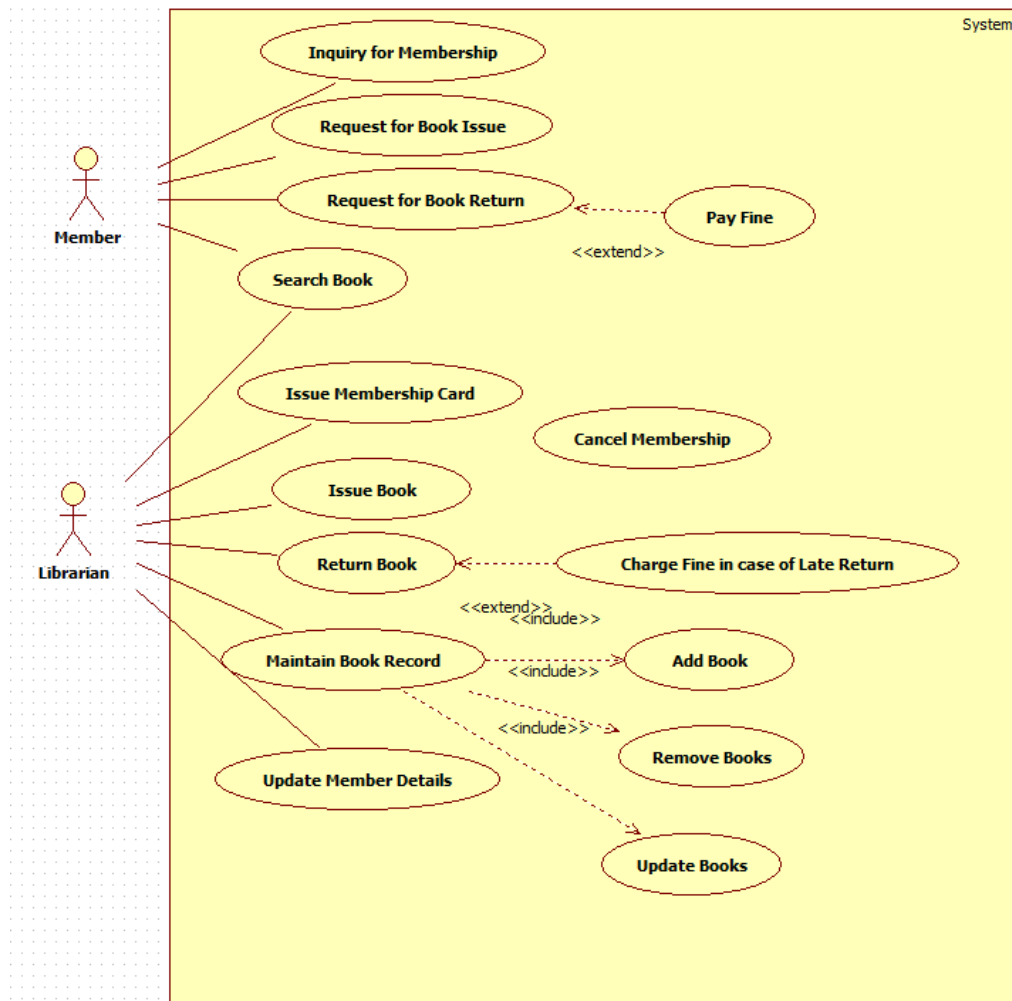 System
Inquiry for Membership
Request for Book Issue
Request for Book Return
Pay Fine
Member
<<extend>>
Search Book
Issue Membership Card
Cancel Membership
Issue Book
Return Book
Charge Fine in case of Late Return
Librarian
<<extend>>
<<include>>
Maintain Book Record
<<include>>
Add Book
<<include>>
Remove Books
Update Member Details
Update Books